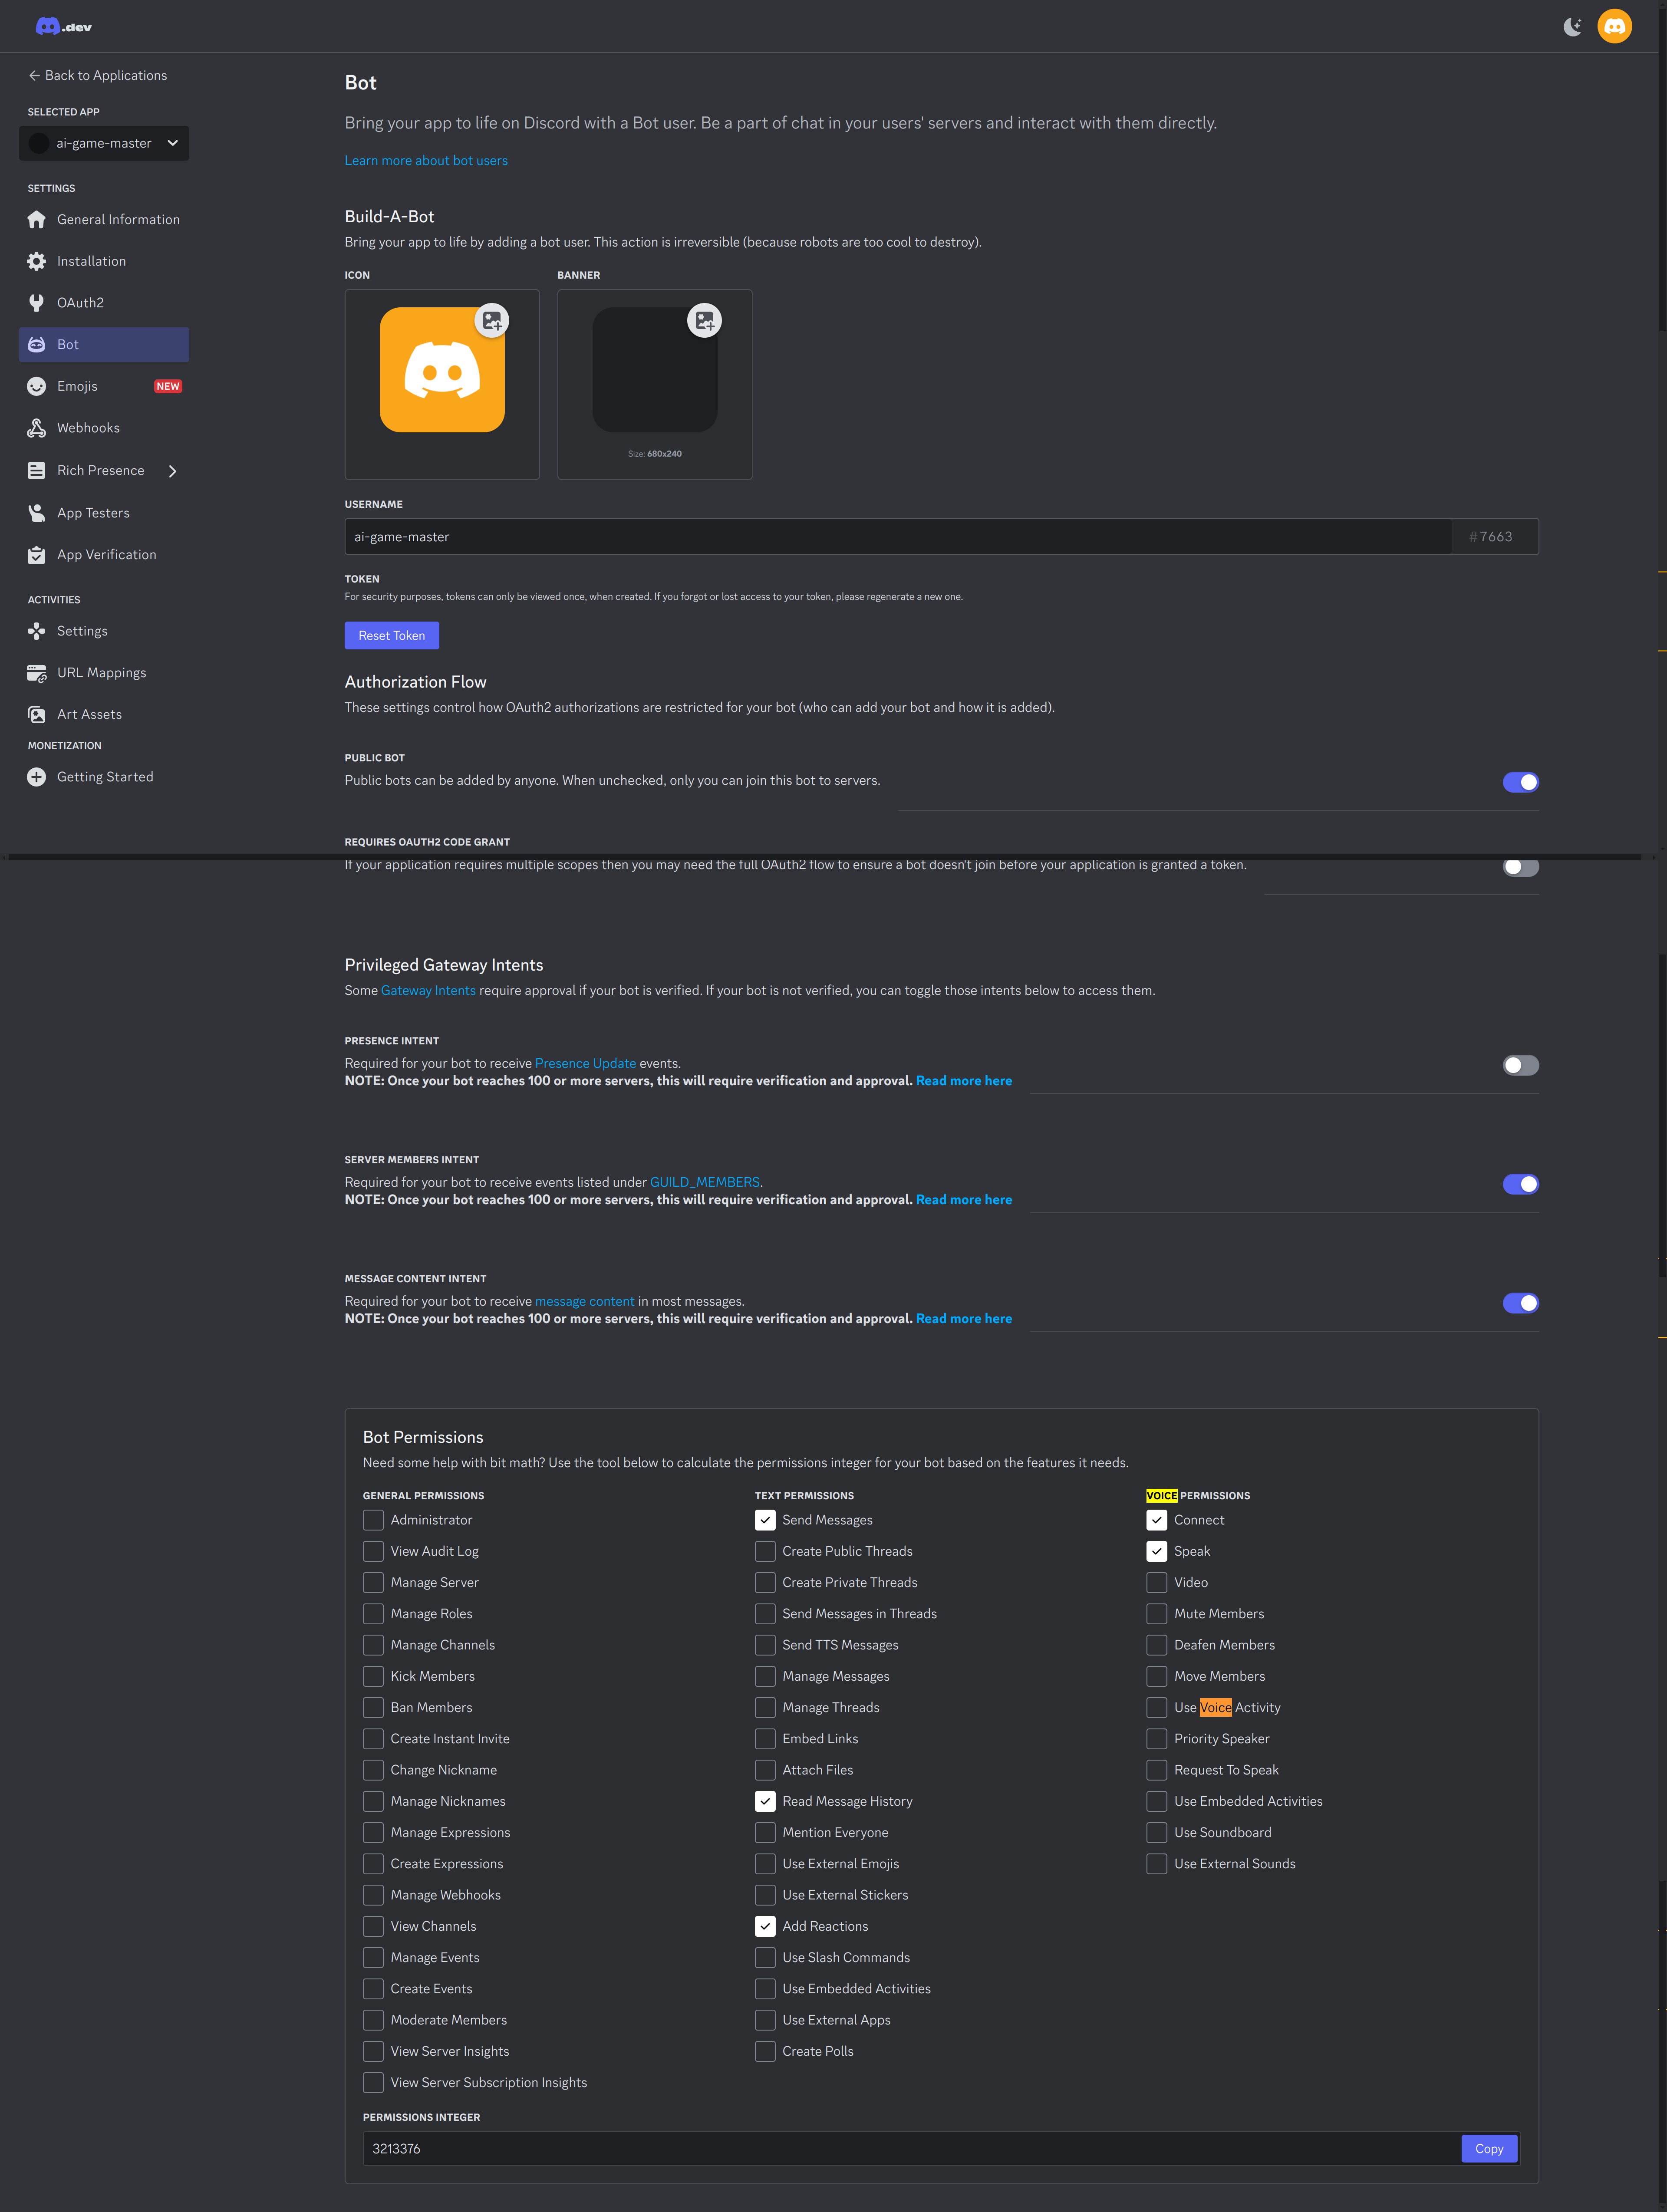 .dev
Back to Applications
SELECTED APP
ai-game-master
SETTINGS
General Information
Installation
OAuth2
Bot
Emojis
NEW
Webhooks
Rich Presence
App Testers
App Verification
ACTIVITIES
Settings
URL Mappings
Art Assets
MONETIZATION
Getting Started
Bot
Bring your app to life on Discord with a Bot user. Be a part of chat in your users' servers and interact with them directly.
Learn more about bot users
Build-A-Bot
Bring your app to life by adding a bot user. This action is irreversible (because robots are too cool to destroy).
ICON
BANNER
Size: 680x240
USERNAME
ai-game-master
#7663
TOKEN
For security purposes, tokens can only be viewed once, when created. If you forgot or lost access to your token, please regenerate a new one.
Reset Token
Authorization Flow
These settings control how OAuth2 authorizations are restricted for your bot (who can add your bot and how it is added).
PUBLIC BOT
Public bots can be added by anyone. When unchecked, only you can join this bot to servers.
REQUIRES OAUTH2 CODE GRANT
If your application requires multiple scopes then you may need the full OAuth2 flow to ensure a bot doesn't join before your application is granted a token.
Privileged Gateway Intents
Some Gateway Intents require approval if your bot is verified. If your bot is not verified, you can toggle those intents below to access them.
PRESENCE INTENT
Required for your bot to receive Presence Update events.
NOTE: Once your bot reaches 100 or more servers, this will require verification and approval. Read more here
SERVER MEMBERS INTENT
Required for your bot to receive events listed under GUILD_MEMBERS.
NOTE: Once your bot reaches 100 or more servers, this will require verification and approval. Read more here
MESSAGE CONTENT INTENT
Required for your bot to receive message content in most messages.
NOTE: Once your bot reaches 100 or more servers, this will require verification and approval. Read more here
Bot Permissions
Need some help with bit math? Use the tool below to calculate the permissions integer for your bot based on the features it needs.
GENERAL PERMISSIONS
Administrator
View Audit Log
Manage Server
Manage Roles
Manage Channels
Kick Members
Ban Members
Create Instant Invite
Change Nickname
Manage Nicknames
Manage Expressions
Create Expressions
Manage Webhooks
View Channels
Manage Events
Create Events
Moderate Members
View Server Insights
View Server Subscription Insights
TEXT PERMISSIONS
Send Messages
Create Public Threads
Create Private Threads
Send Messages in Threads
Send TTS Messages
Manage Messages
Manage Threads
Embed Links
Attach Files
Read Message History
Mention Everyone
Use External Emojis
Use External Stickers
Add Reactions
Use Slash Commands
Use Embedded Activities
Use External Apps
Create Polls
VOICE PERMISSIONS
Connect
Speak
Video
Mute Members
Deafen Members
Move Members
Use Voice Activity
Priority Speaker
Request To Speak
Use Embedded Activities
Use Soundboard
Use External Sounds
PERMISSIONS INTEGER
3213376
Copy